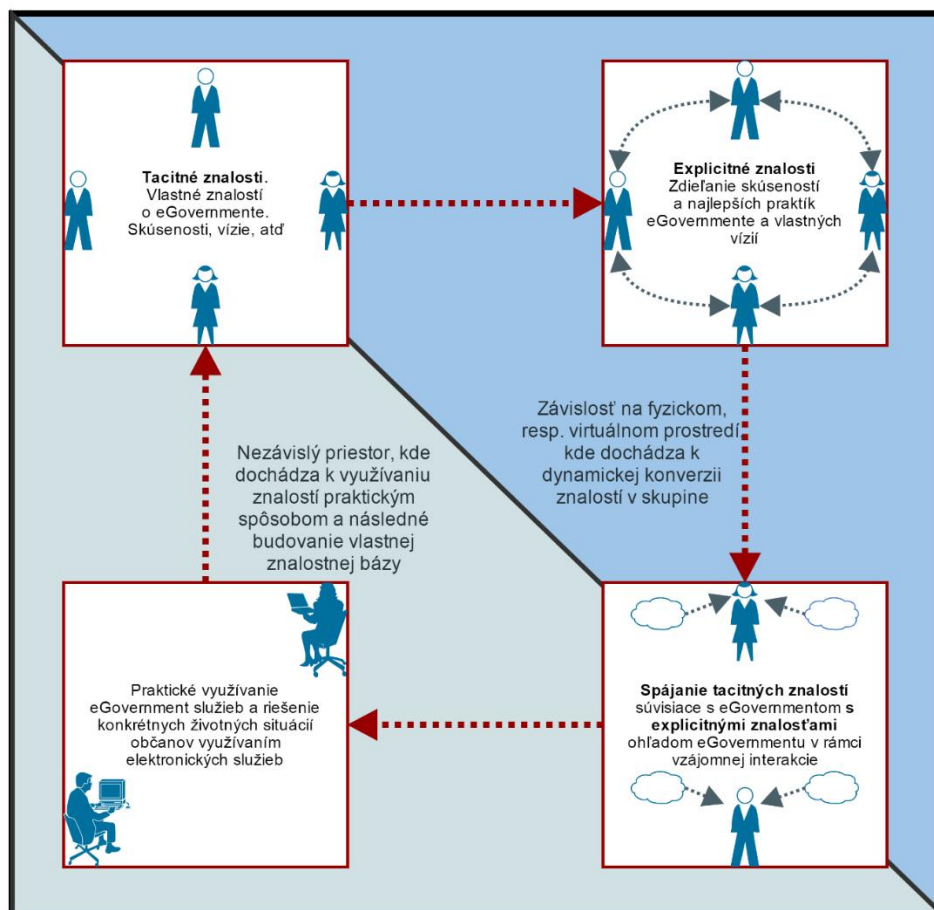 Tacitné znalosti.
Vlastné znalostí
o eGovernmente.
Skúsenosti, vízie, atď
Explicitné znalosti
Zdieľanie skúseností
a najlepších praktík
eGovernmente a vlastných
vízií
Závislosť na fyzickom,
resp. virtuálnom prostredí,
kde dochádza k
dynamickej konverzii
znalostí v skupine
Nezávislý priestor, kde
dochádza k využívaniu
znalostí praktickým
spôsobom a následné
budovanie vlastnej
znalostnej bázy
Praktické využívanie
eGovernment služieb a riešenie
konkrétnych životných situácií
občanov využívaním
elektronických služieb
Spájanie tacitných znalostí
súvisiace s eGovernmentom s
explicitnými znalosťami
ohľadom eGovernmentu v rámci
vzájomnej interakcie